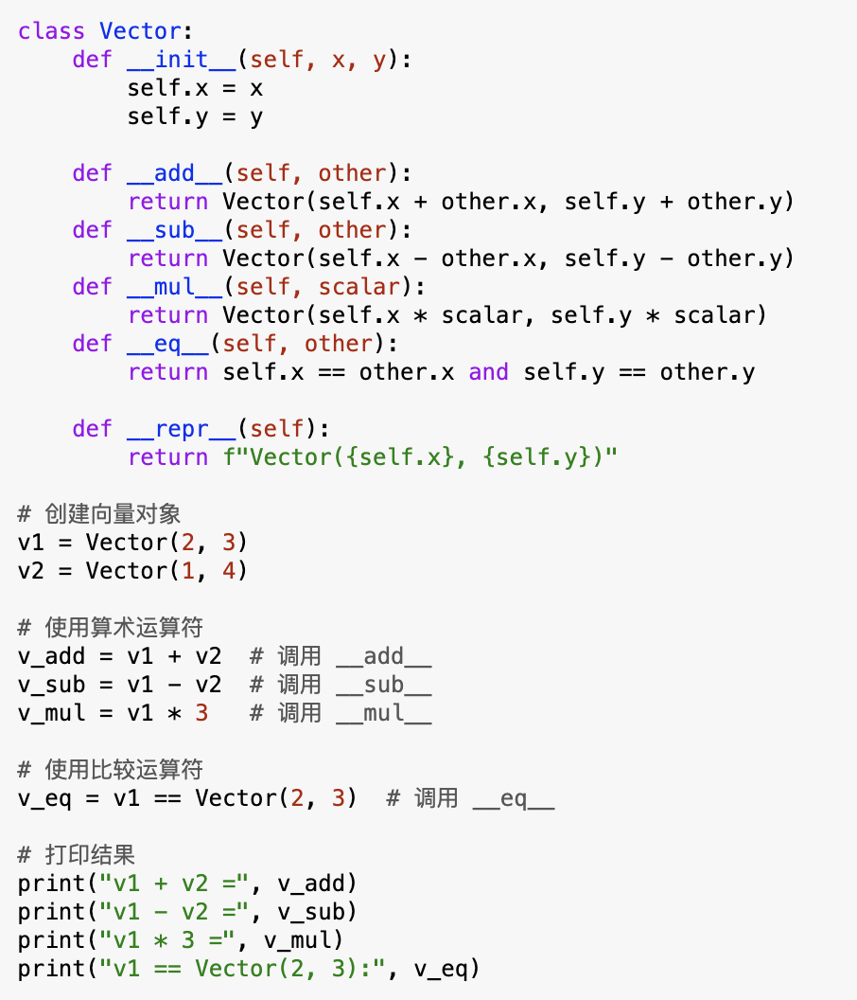 class Vector:
    def __init__(self, x, y):
        self.x = x
        self.y = y

    def __add__(self, other):
        return Vector(self.x + other.x, self.y + other.y)
    def __sub__(self, other):
        return Vector(self.x - other.x, self.y - other.y)
    def __mul__(self, scalar):
        return Vector(self.x * scalar, self.y * scalar)
    def __eq__(self, other):
        return self.x == other.x and self.y == other.y

    def __repr__(self):
        return f"Vector({self.x}, {self.y})"

# 创建向量对象
v1 = Vector(2, 3)
v2 = Vector(1, 4)

# 使用算术运算符
v_add = v1 + v2  # 调用 __add__
v_sub = v1 - v2  # 调用 __sub__
v_mul = v1 * 3   # 调用 __mul__

# 使用比较运算符
v_eq = v1 == Vector(2, 3)  # 调用 __eq__

# 打印结果
print("v1 + v2 =", v_add)
print("v1 - v2 =", v_sub)
print("v1 * 3 =", v_mul)
print("v1 == Vector(2, 3):", v_eq)